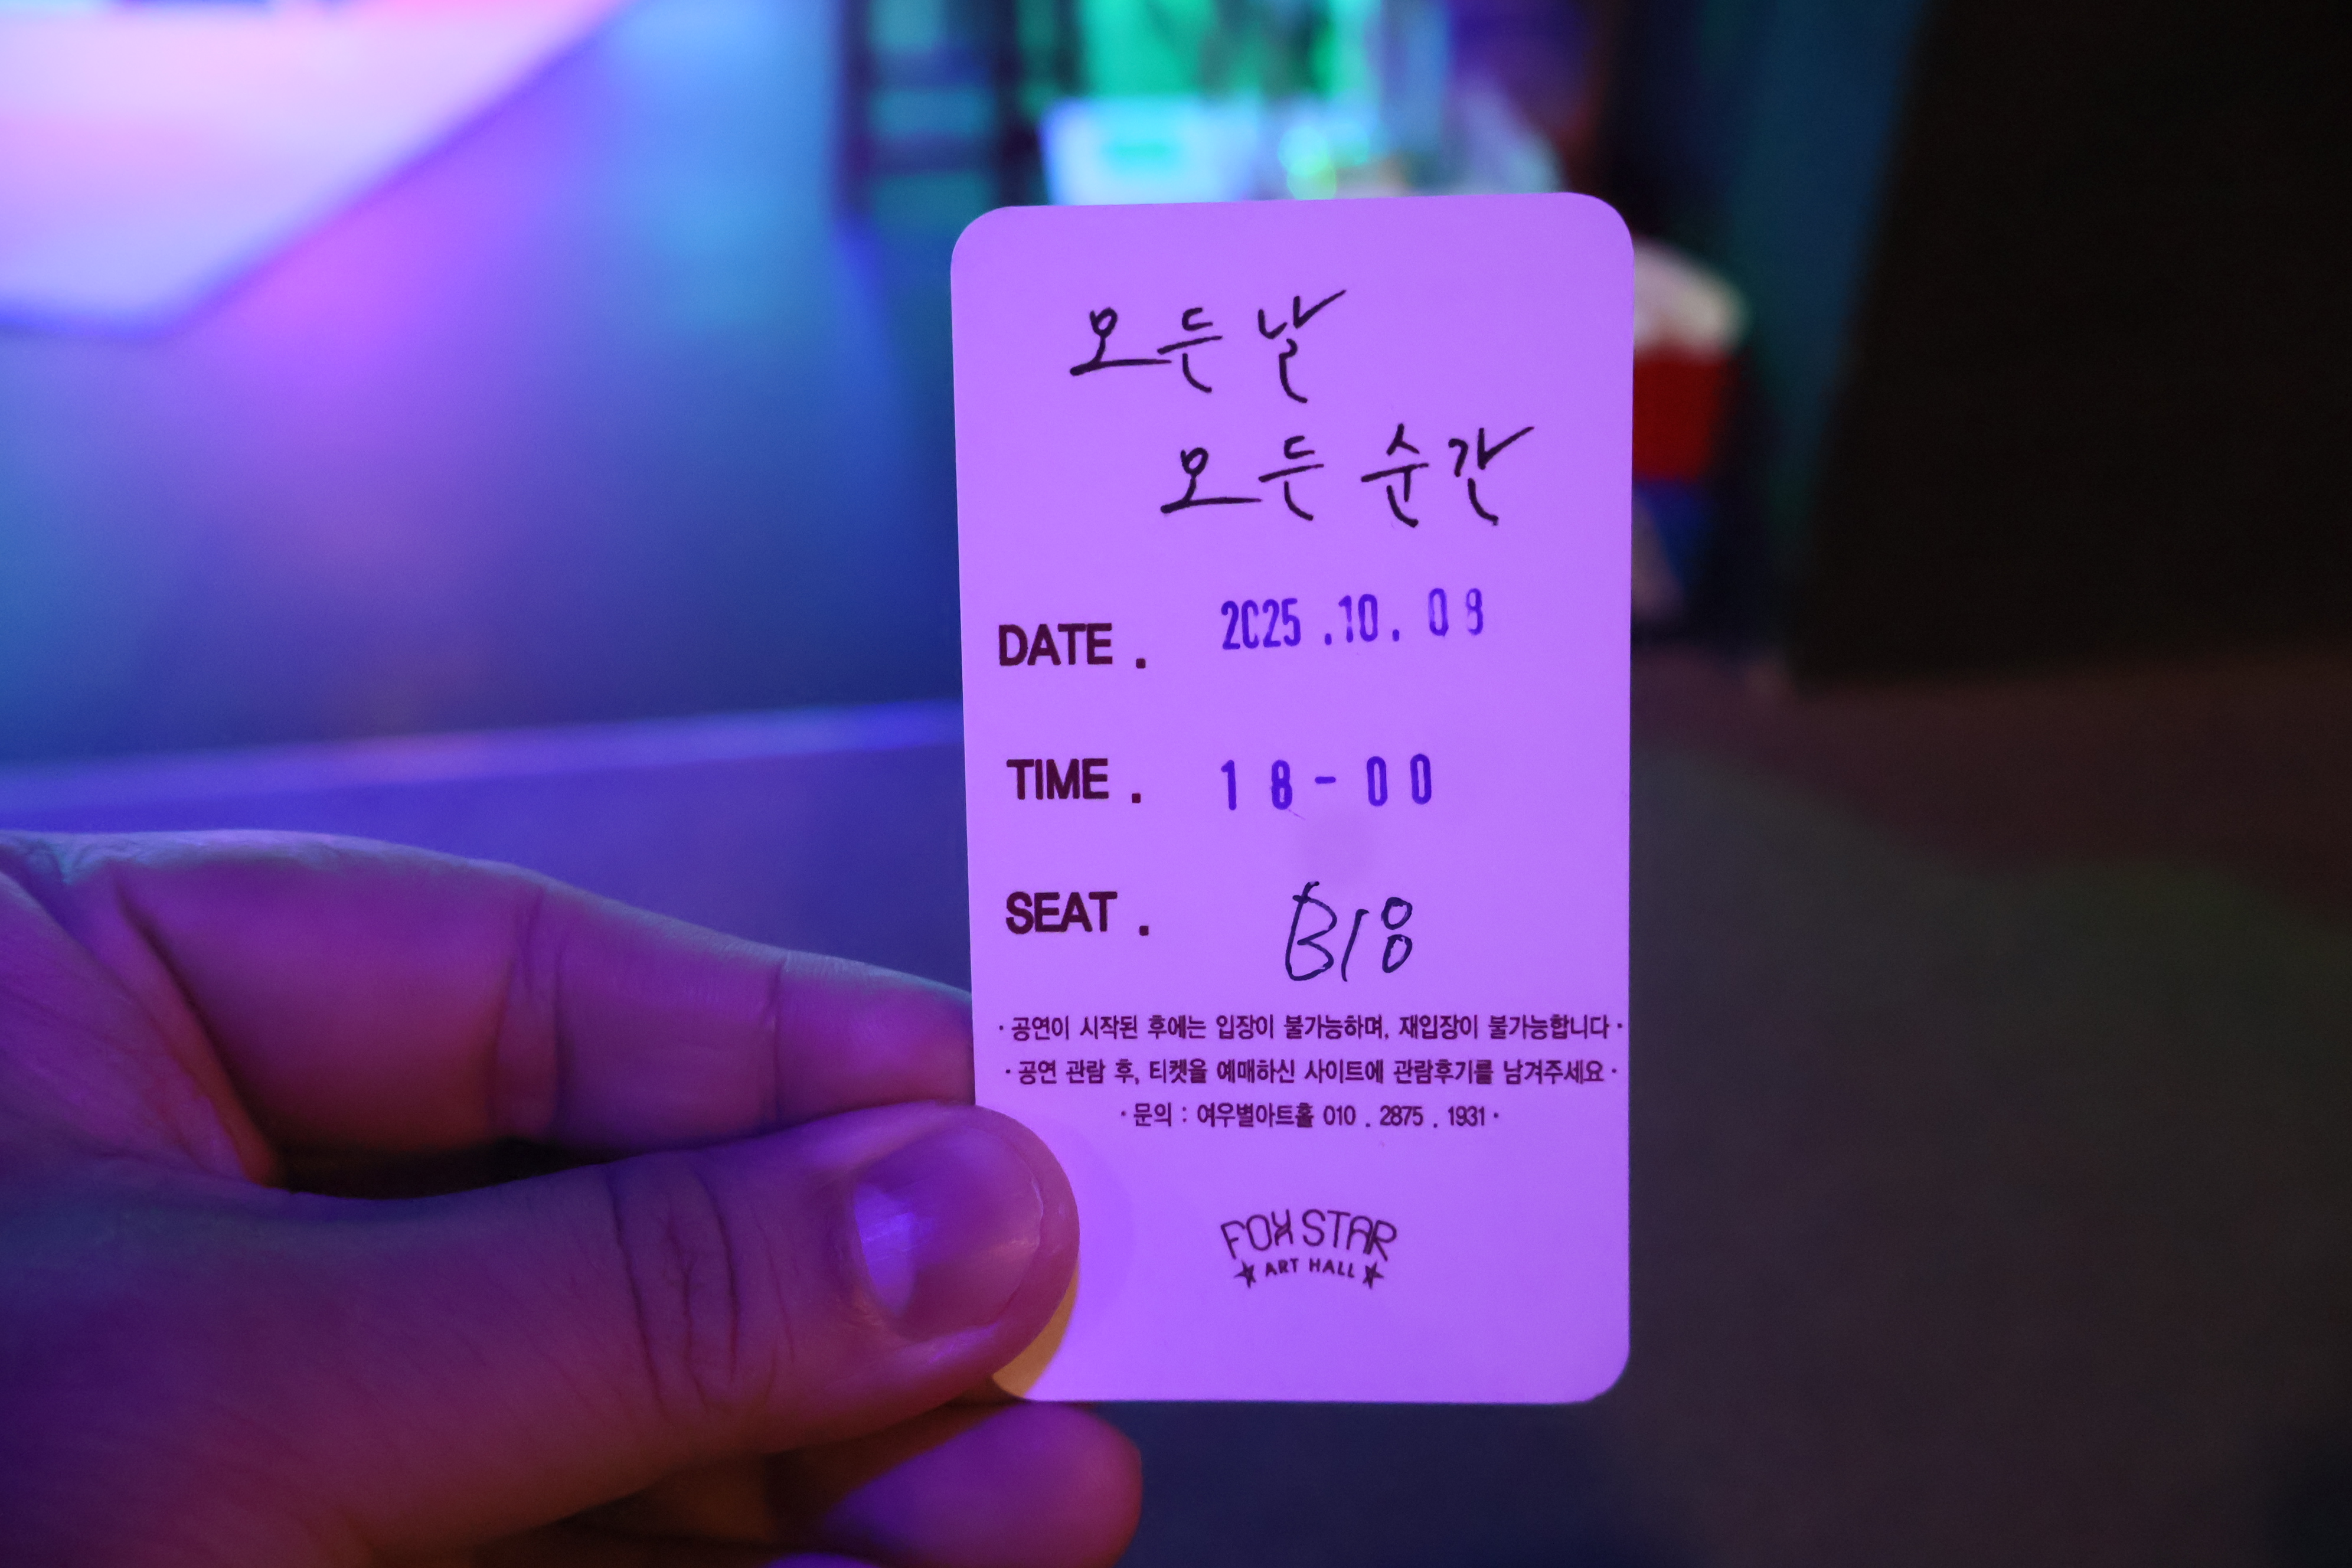 모든 날
모든 순간
DATE . 2025 .10. 08
TIME . 18-00
SEAT . B18
· 공연이 시작된 후에는 입장이 불가능하며, 재입장이 불가능합니다 ·
· 공연 관람 후, 티켓을 예매하신 사이트에 관람후기를 남겨주세요 ·
· 문의 : 여우별아트홀 010 . 2875 . 1931 ·
FOX STAR
ART HALL